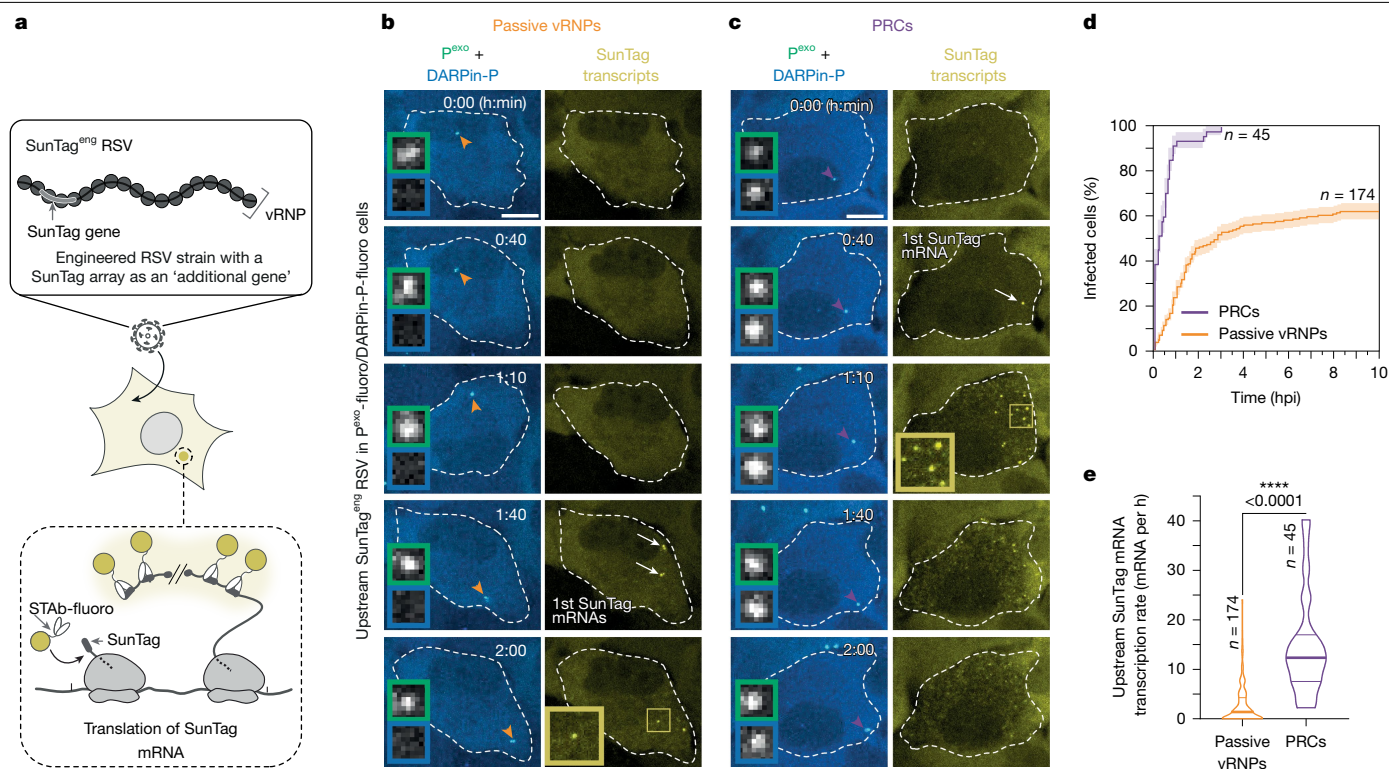 a
SunTag^eng RSV
vRNP
SunTag gene
Engineered RSV strain with a
SunTag array as an ‘additional gene’
STAb-fluoro
SunTag
Translation of SunTag
mRNA
b
Passive vRNPs
P^exo +
DARPin-P
SunTag
transcripts
Upstream SunTag^eng RSV in P^exo-fluoro/DARPin-P-fluoro cells
0:00 (h:min)
0:40
1:10
1:40
1st SunTag
mRNAs
2:00
c
PRCs
P^exo +
DARPin-P
SunTag
transcripts
0:00 (h:min)
0:40
1st SunTag
mRNA
1:10
1:40
2:00
d
Infected cells (%)
100
80
60
40
20
0
n = 45
n = 174
PRCs
Passive vRNPs
0 1 2 3 4 5 6 7 8 9 10
Time (hpi)
e
Upstream SunTag mRNA
transcription rate (mRNA per h)
****
<0.0001
40
30
20
10
0
n = 174
n = 45
Passive
vRNPs
PRCs